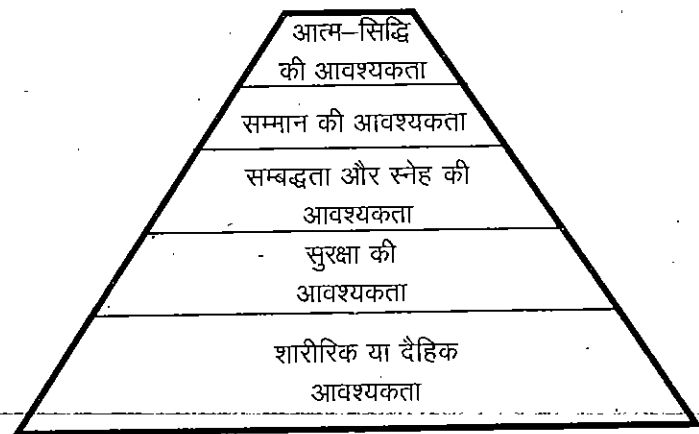 आत्म–सिद्धि
की आवश्यकता
सम्मान की आवश्यकता
सम्बद्धता और स्नेह की
आवश्यकता
सुरक्षा की
आवश्यकता
शारीरिक या दैहिक
आवश्यकता